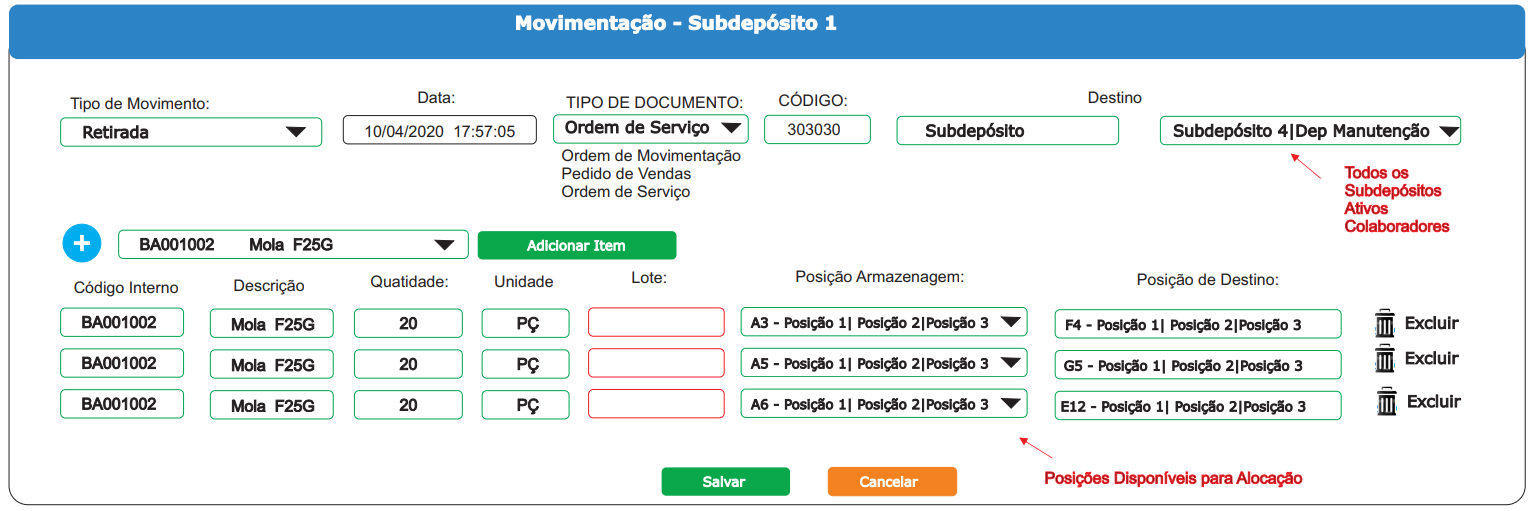 Movimentação - Subdepósito 1
Tipo de Movimento:
Data:
TIPO DE DOCUMENTO:
CÓDIGO:
Destino
Retirada
10/04/2020 17:57:05
Ordem de Serviço
303030
Subdepósito
Subdepósito 4|Dep Manutenção
Ordem de Movimentação
Pedido de Vendas
Ordem de Serviço
Todos os
Subdepósitos
Ativos
Colaboradores
+
BA001002 Mola F25G
Adicionar Item
Código Interno
Descrição
Quatidade:
Unidade
Lote:
Posição Armazenagem:
Posição de Destino:
BA001002
Mola F25G
20
PÇ
A3 - Posição 1| Posição 2|Posição 3
F4 - Posição 1| Posição 2|Posição 3
Excluir
BA001002
Mola F25G
20
PÇ
A5 - Posição 1| Posição 2|Posição 3
G5 - Posição 1| Posição 2|Posição 3
Excluir
BA001002
Mola F25G
20
PÇ
A6 - Posição 1| Posição 2|Posição 3
E12 - Posição 1| Posição 2|Posição 3
Excluir
Salvar
Cancelar
Posições Disponíveis para Alocação